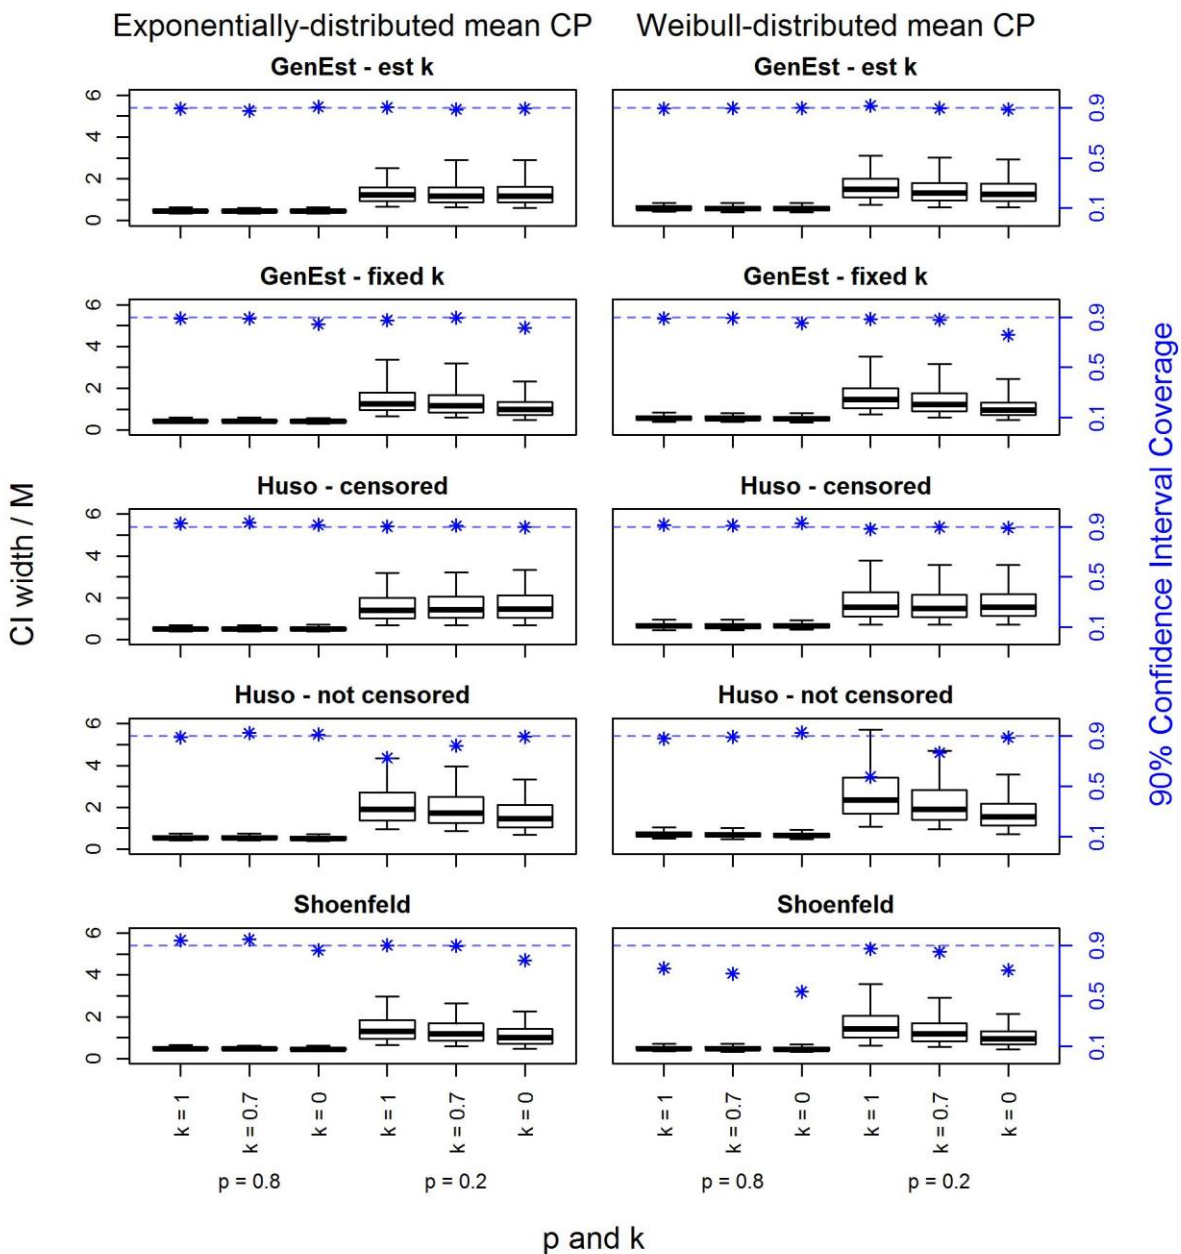 Exponentially-distributed mean CP
Weibull-distributed mean CP
GenEst - est k
GenEst - est k
6
4
2
0
0.9
0.5
0.1
GenEst - fixed k
GenEst - fixed k
6
4
2
0
0.9
0.5
0.1
Huso - censored
Huso - censored
6
4
2
0
0.9
0.5
0.1
Huso - not censored
Huso - not censored
6
4
2
0
0.9
0.5
0.1
Shoenfeld
Shoenfeld
6
4
2
0
0.9
0.5
0.1
CI width / M
90% Confidence Interval Coverage
k = 1
k = 0.7
k = 0
k = 1
k = 0.7
k = 0
k = 1
k = 0.7
k = 0
k = 1
k = 0.7
k = 0
p = 0.8
p = 0.2
p = 0.8
p = 0.2
p and k